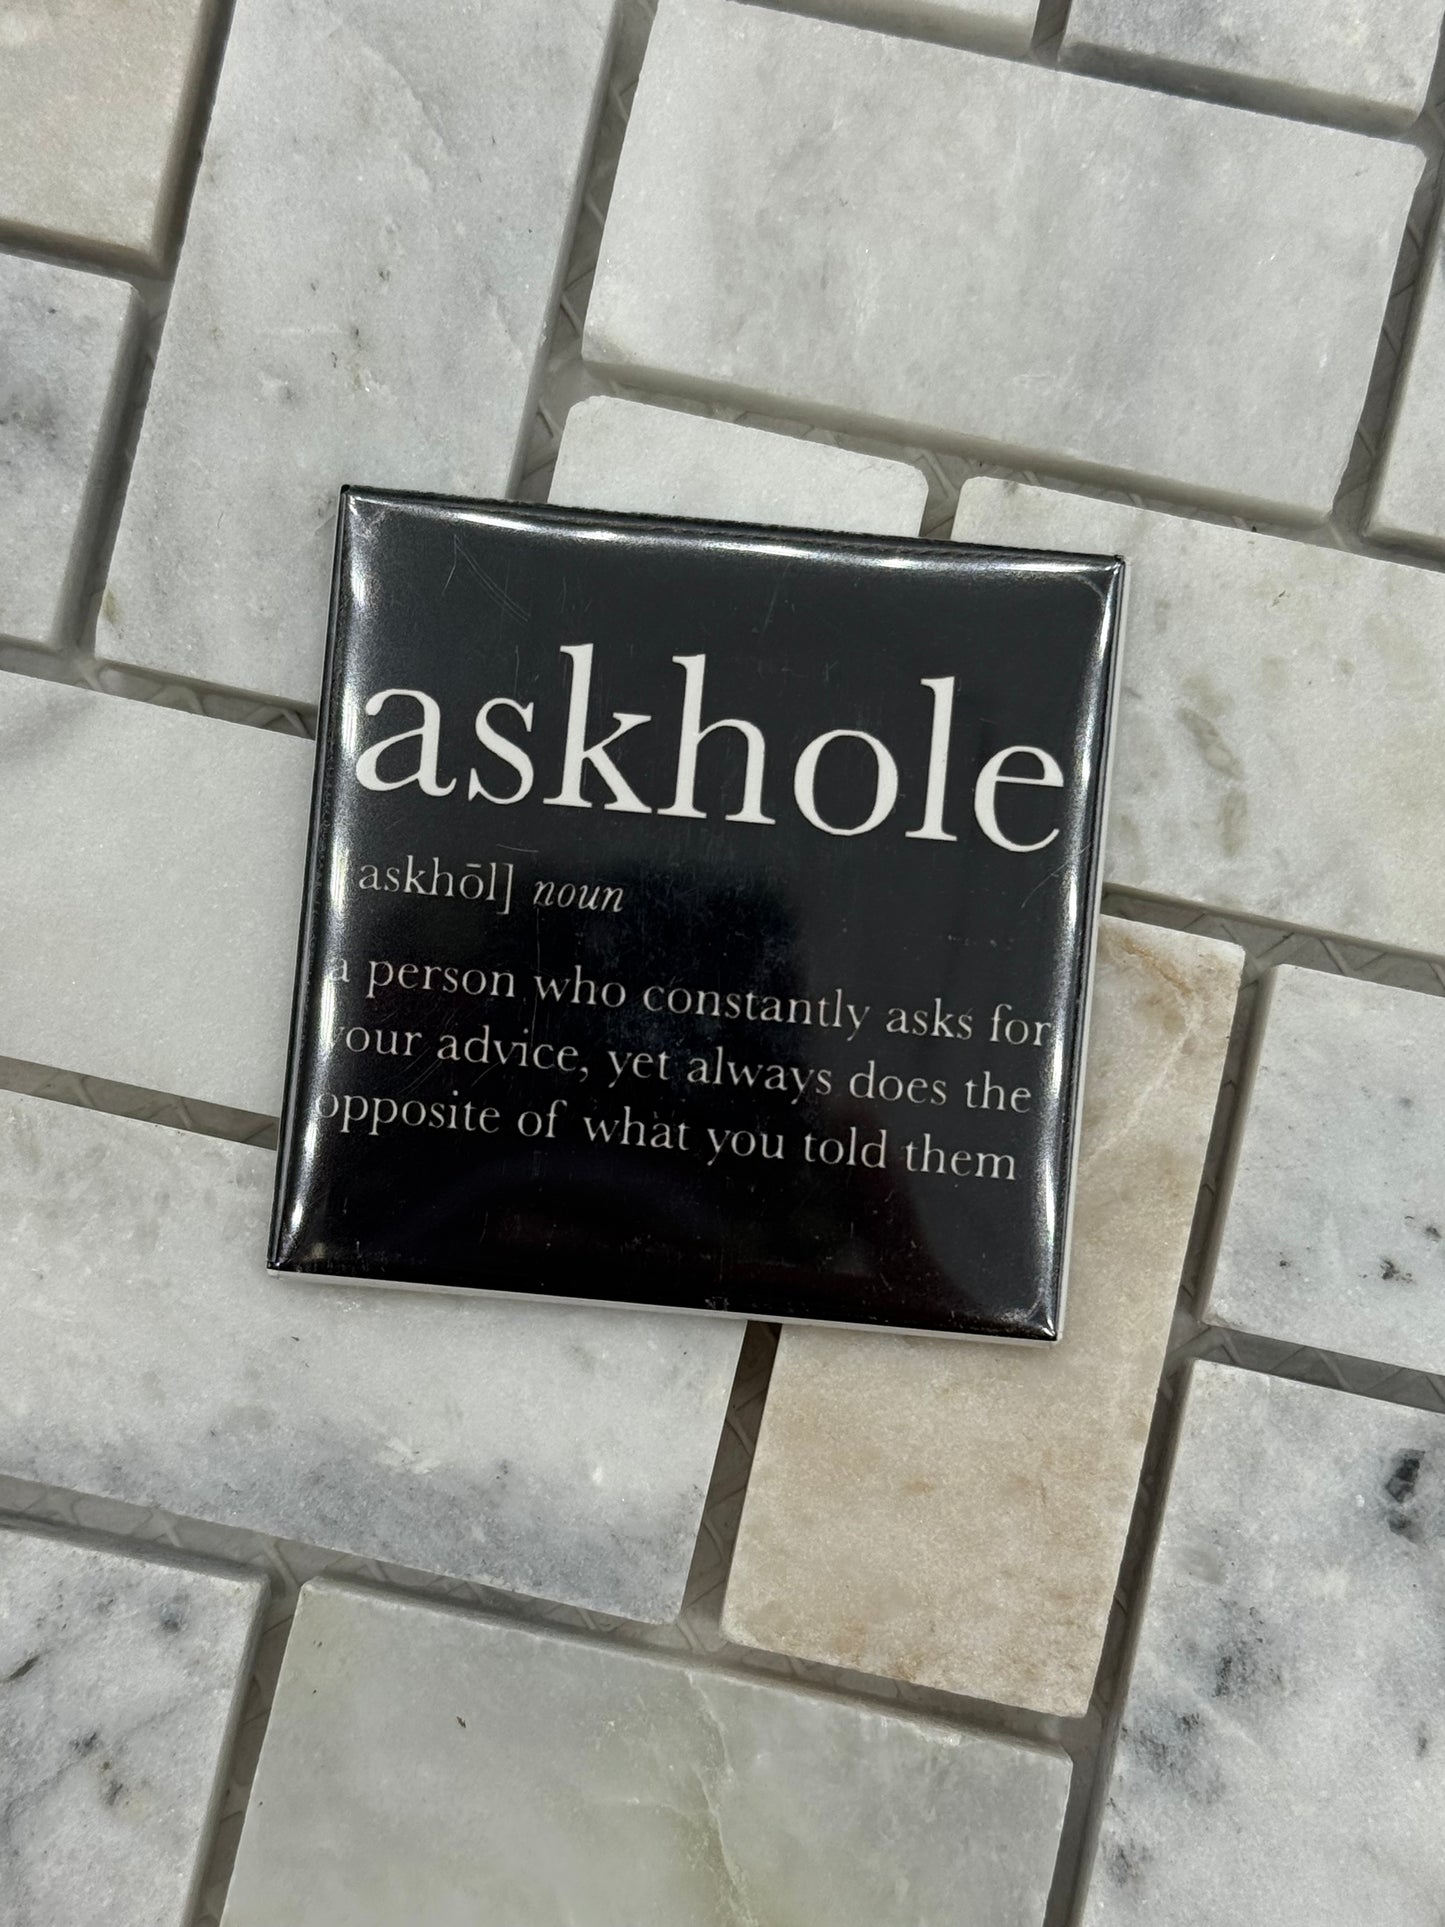 askhole
[askhōl] noun
a person who constantly asks for
your advice, yet always does the
opposite of what you told them